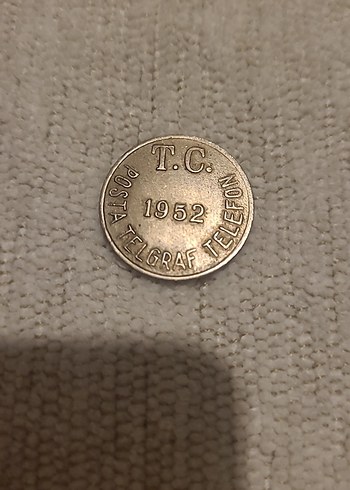 T.C.
1952
POSTA TELGRAF TELEFON